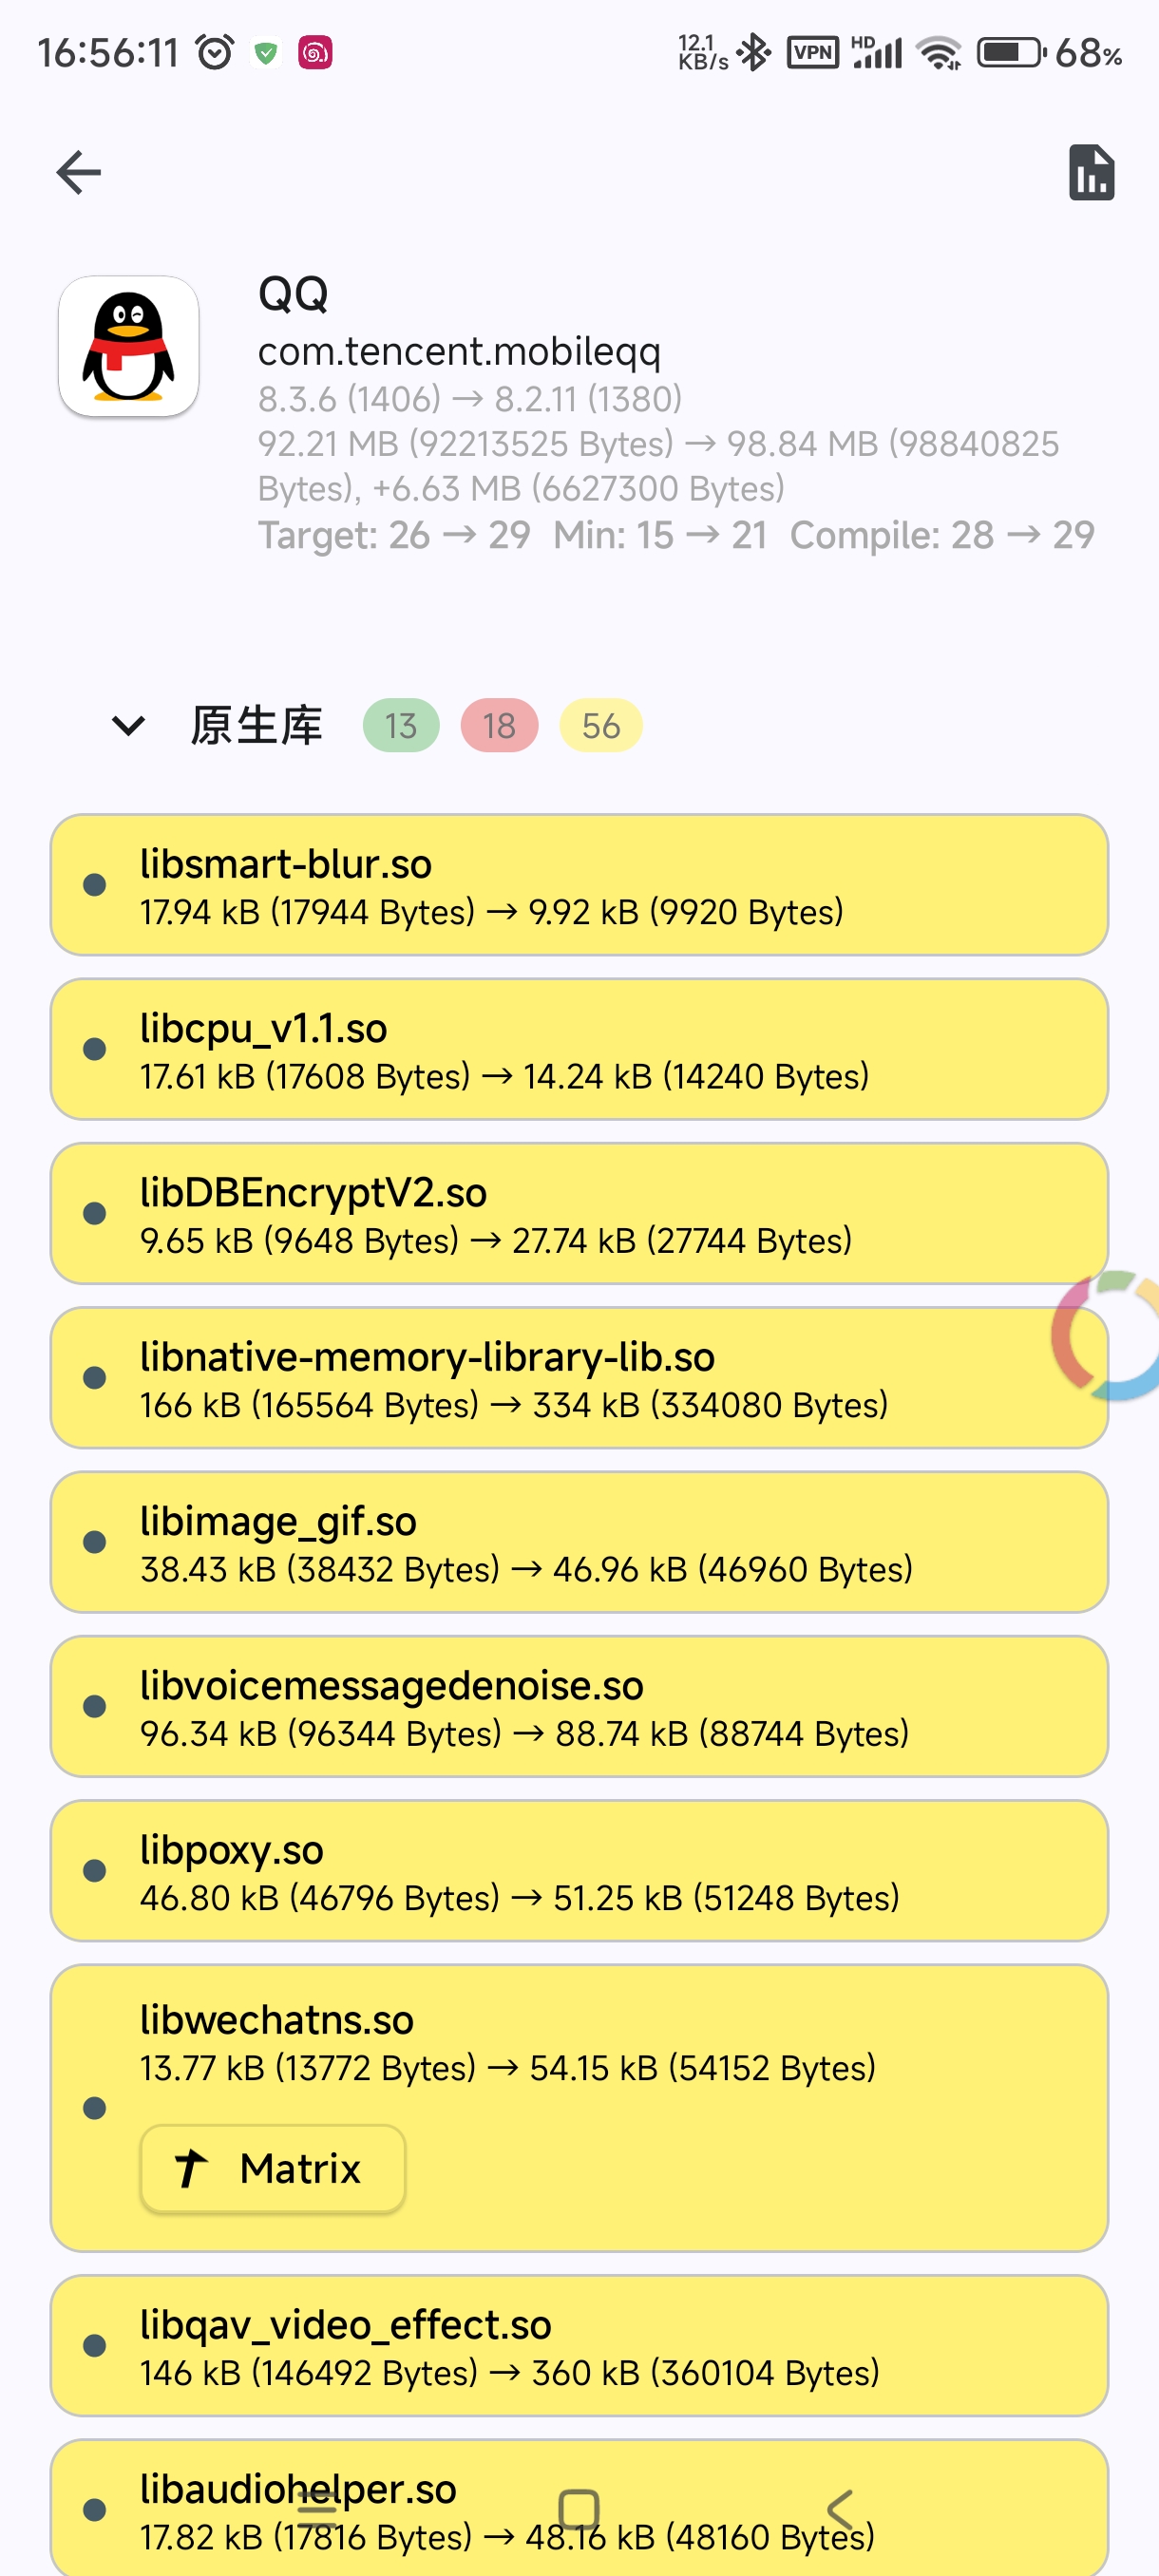 16:56:11
12.1 KB/s
VPN
HD
68%
QQ
com.tencent.mobileqq
8.3.6 (1406) → 8.2.11 (1380)
92.21 MB (92213525 Bytes) → 98.84 MB (98840825
Bytes), +6.63 MB (6627300 Bytes)
Target: 26 → 29  Min: 15 → 21  Compile: 28 → 29
原生库 13 18 56
libsmart-blur.so
17.94 kB (17944 Bytes) → 9.92 kB (9920 Bytes)
libcpu_v1.1.so
17.61 kB (17608 Bytes) → 14.24 kB (14240 Bytes)
libDBEncryptV2.so
9.65 kB (9648 Bytes) → 27.74 kB (27744 Bytes)
libnative-memory-library-lib.so
166 kB (165564 Bytes) → 334 kB (334080 Bytes)
libimage_gif.so
38.43 kB (38432 Bytes) → 46.96 kB (46960 Bytes)
libvoicemessagedenoise.so
96.34 kB (96344 Bytes) → 88.74 kB (88744 Bytes)
libpoxy.so
46.80 kB (46796 Bytes) → 51.25 kB (51248 Bytes)
libwechatns.so
13.77 kB (13772 Bytes) → 54.15 kB (54152 Bytes)
Matrix
libqav_video_effect.so
146 kB (146492 Bytes) → 360 kB (360104 Bytes)
libaudiohelper.so
17.82 kB (17816 Bytes) → 48.16 kB (48160 Bytes)